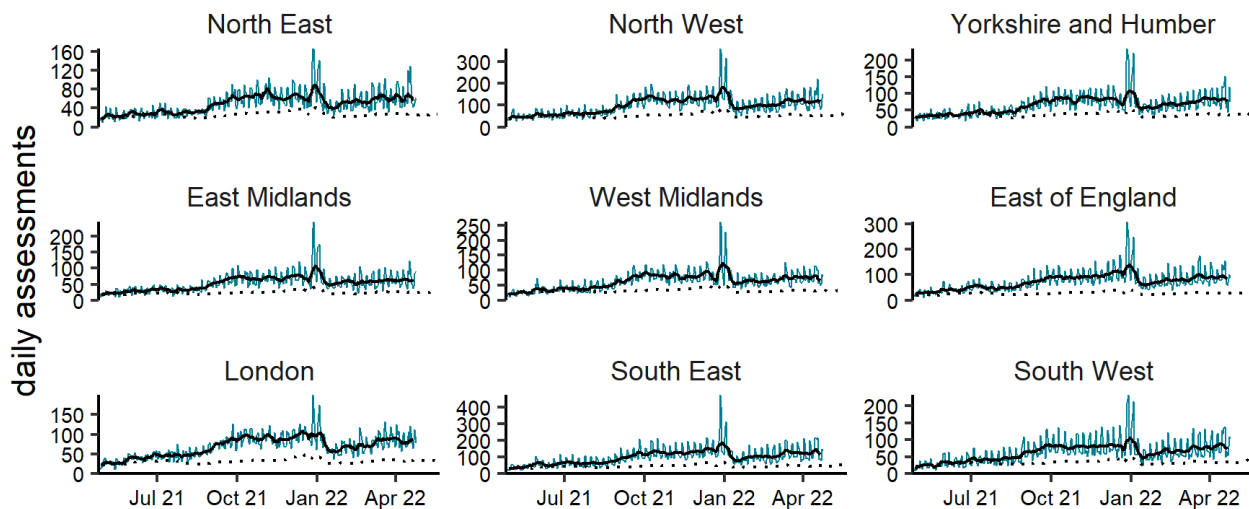 North East
North West
Yorkshire and Humber
160
120
80
40
0
300
200
100
0
200
150
100
50
0
daily assessments
East Midlands
West Midlands
East of England
200
150
100
50
0
250
200
150
100
50
0
300
200
100
0
London
South East
South West
150
100
50
0
400
300
200
100
0
200
150
100
50
0
Jul 21
Oct 21
Jan 22
Apr 22
Jul 21
Oct 21
Jan 22
Apr 22
Jul 21
Oct 21
Jan 22
Apr 22